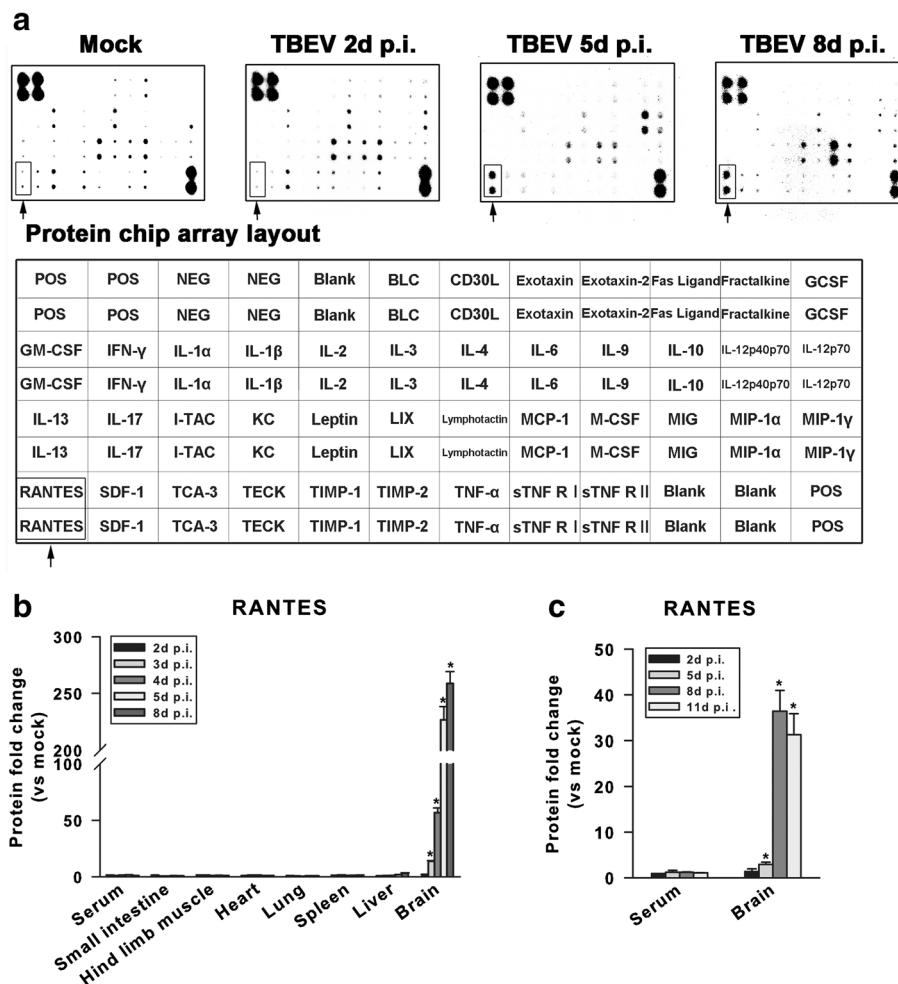 a
Mock TBEV 2d p.i. TBEV 5d p.i. TBEV 8d p.i.
Protein chip array layout
POS POS NEG NEG Blank BLC CD30L Exotaxin Exotaxin-2 Fas Ligand Fractalkine GCSF
POS POS NEG NEG Blank BLC CD30L Exotaxin Exotaxin-2 Fas Ligand Fractalkine GCSF
GM-CSF IFN-γ IL-1α IL-1β IL-2 IL-3 IL-4 IL-6 IL-9 IL-10 IL-12p40p70 IL-12p70
GM-CSF IFN-γ IL-1α IL-1β IL-2 IL-3 IL-4 IL-6 IL-9 IL-10 IL-12p40p70 IL-12p70
IL-13 IL-17 I-TAC KC Leptin LIX Lymphotactin MCP-1 M-CSF MIG MIP-1α MIP-1γ
IL-13 IL-17 I-TAC KC Leptin LIX Lymphotactin MCP-1 M-CSF MIG MIP-1α MIP-1γ
RANTES SDF-1 TCA-3 TECK TIMP-1 TIMP-2 TNF-α sTNF RⅠ sTNF RⅡ Blank Blank POS
RANTES SDF-1 TCA-3 TECK TIMP-1 TIMP-2 TNF-α sTNF RⅠ sTNF RⅡ Blank Blank POS
b
RANTES
Protein fold change
(vs mock)
300
250
200
100
50
0
2d p.i.
3d p.i.
4d p.i.
5d p.i.
8d p.i.
* * * *
Serum Small intestine Hind limb muscle Heart Lung Spleen Liver Brain
c
RANTES
Protein fold change
(vs mock)
50
40
30
20
10
0
2d p.i.
5d p.i.
8d p.i.
11d p.i.
* * *
Serum Brain